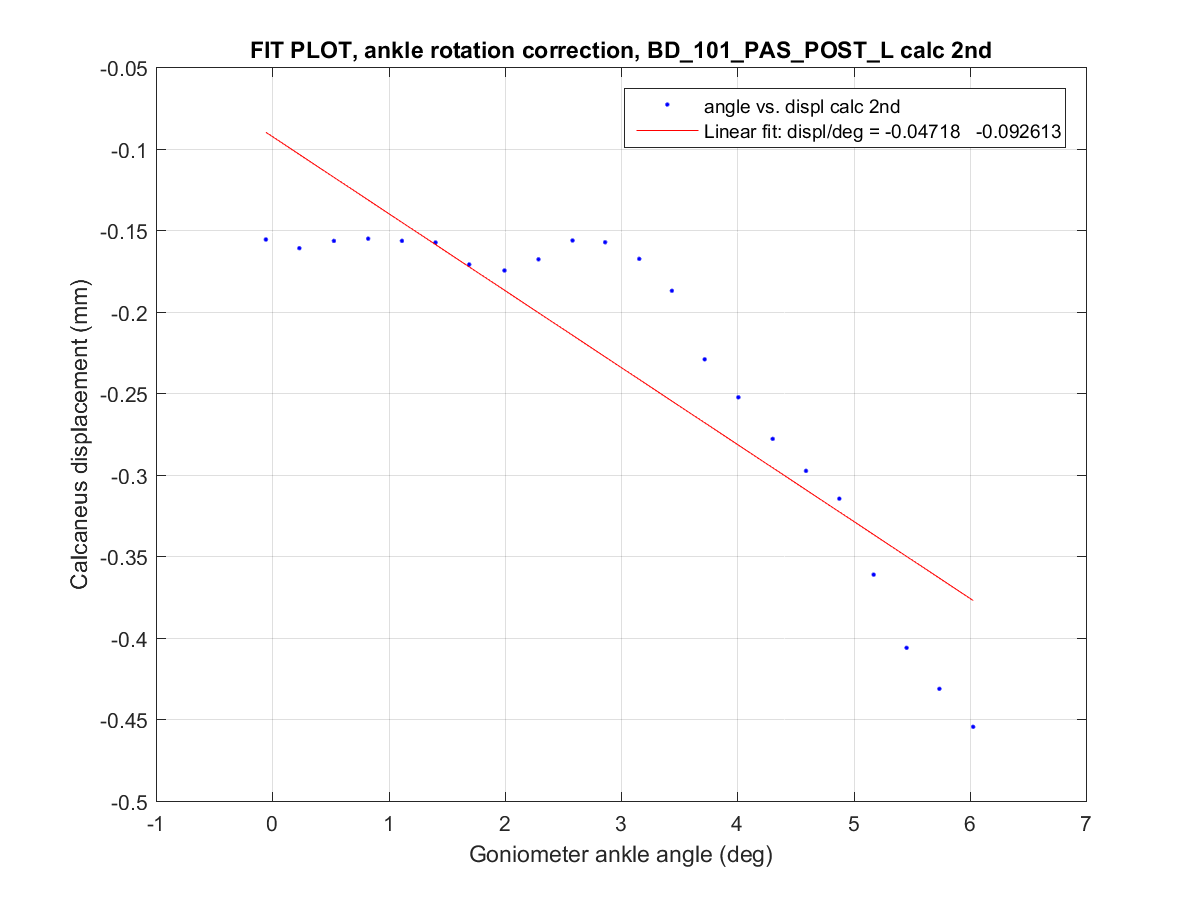 FIT PLOT, ankle rotation correction, BD_101_PAS_POST_L calc 2nd
angle vs. displ calc 2nd
Linear fit: displ/deg = -0.04718   -0.092613
-0.05
-0.1
-0.15
-0.2
-0.25
-0.3
-0.35
-0.4
-0.45
-0.5
Calcaneus displacement (mm)
-1 0 1 2 3 4 5 6 7
Goniometer ankle angle (deg)